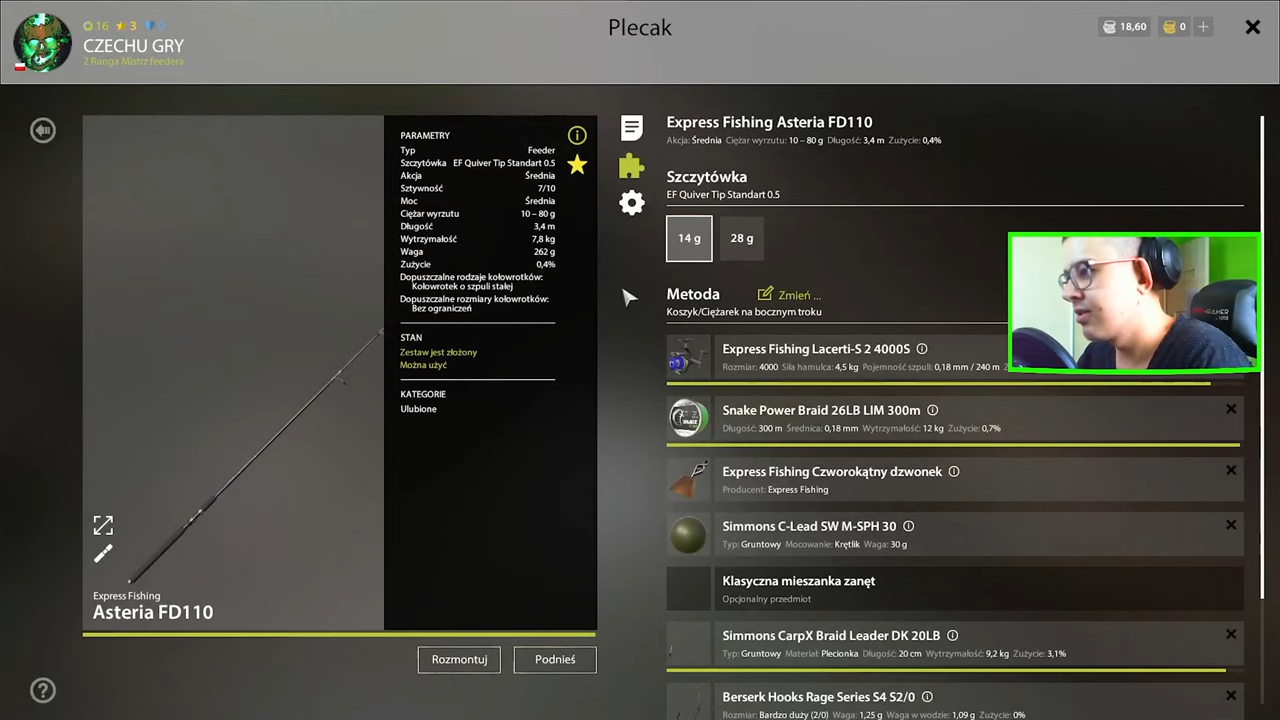 16 3 0
CZECHU GRY
2 Ranga Mistrz feedera
Plecak
18,60
0
PARAMETRY
Typ Feeder
Szczytówka EF Quiver Tip Standart 0.5
Akcja Średnia
Sztywność 7/10
Moc Średnia
Ciężar wyrzutu 10 – 80 g
Długość 3,4 m
Wytrzymałość 7,8 kg
Waga 262 g
Zużycie 0,4%
Dopuszczalne rodzaje kołowrotków:
Kołowrotek o szpuli stałej
Dopuszczalne rozmiary kołowrotków:
Bez ograniczeń
STAN
Zestaw jest złożony
Można użyć
KATEGORIE
Ulubione
Express Fishing
Asteria FD110
Rozmontuj
Podnieś
Express Fishing Asteria FD110
Akcja: Średnia Ciężar wyrzutu: 10 – 80 g Długość: 3,4 m Zużycie: 0,4%
Szczytówka
EF Quiver Tip Standart 0.5
14 g
28 g
Metoda
Zmień ...
Koszyk/Ciężarek na bocznym troku
Express Fishing Lacerti-S 2 4000S
Rozmiar: 4000 Siła hamulca: 4,5 kg Pojemność szpuli: 0,18 mm / 240 m
Snake Power Braid 26LB LIM 300m
Długość: 300 m Średnica: 0,18 mm Wytrzymałość: 12 kg Zużycie: 0,7%
Express Fishing Czworokątny dzwonek
Producent: Express Fishing
Simmons C-Lead SW M-SPH 30
Typ: Gruntowy Mocowanie: Krętlik Waga: 30 g
Klasyczna mieszanka zanęt
Opcjonalny przedmiot
Simmons CarpX Braid Leader DK 20LB
Typ: Gruntowy Materiał: Plecionka Długość: 20 cm Wytrzymałość: 9,2 kg Zużycie: 3,1%
Berserk Hooks Rage Series S4 S2/0
Rozmiar: Bardzo duży (2/0) Waga: 1,25 g Waga w wodzie: 1,09 g Zużycie: 0%